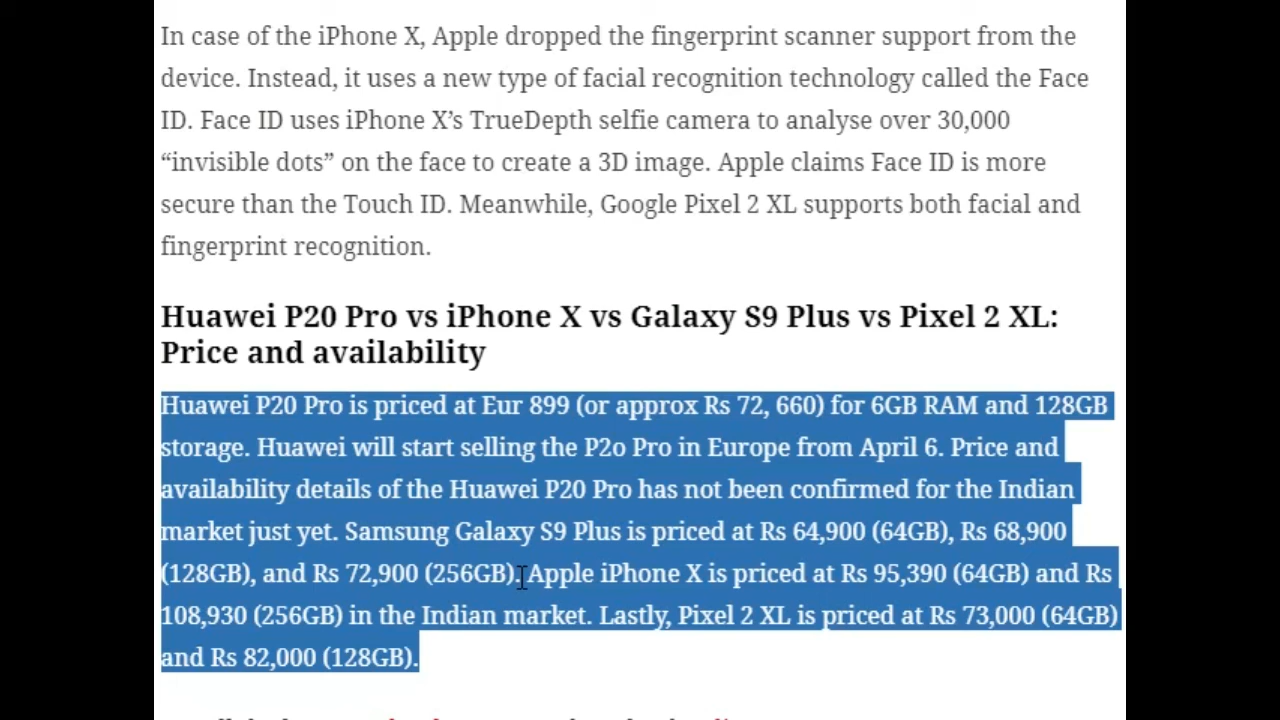 In case of the iPhone X, Apple dropped the fingerprint scanner support from the
device. Instead, it uses a new type of facial recognition technology called the Face
ID. Face ID uses iPhone X’s TrueDepth selfie camera to analyse over 30,000
“invisible dots” on the face to create a 3D image. Apple claims Face ID is more
secure than the Touch ID. Meanwhile, Google Pixel 2 XL supports both facial and
fingerprint recognition.
Huawei P20 Pro vs iPhone X vs Galaxy S9 Plus vs Pixel 2 XL:
Price and availability
Huawei P20 Pro is priced at Eur 899 (or approx Rs 72, 660) for 6GB RAM and 128GB
storage. Huawei will start selling the P2o Pro in Europe from April 6. Price and
availability details of the Huawei P20 Pro has not been confirmed for the Indian
market just yet. Samsung Galaxy S9 Plus is priced at Rs 64,900 (64GB), Rs 68,900
(128GB), and Rs 72,900 (256GB). Apple iPhone X is priced at Rs 95,390 (64GB) and Rs
108,930 (256GB) in the Indian market. Lastly, Pixel 2 XL is priced at Rs 73,000 (64GB)
and Rs 82,000 (128GB).